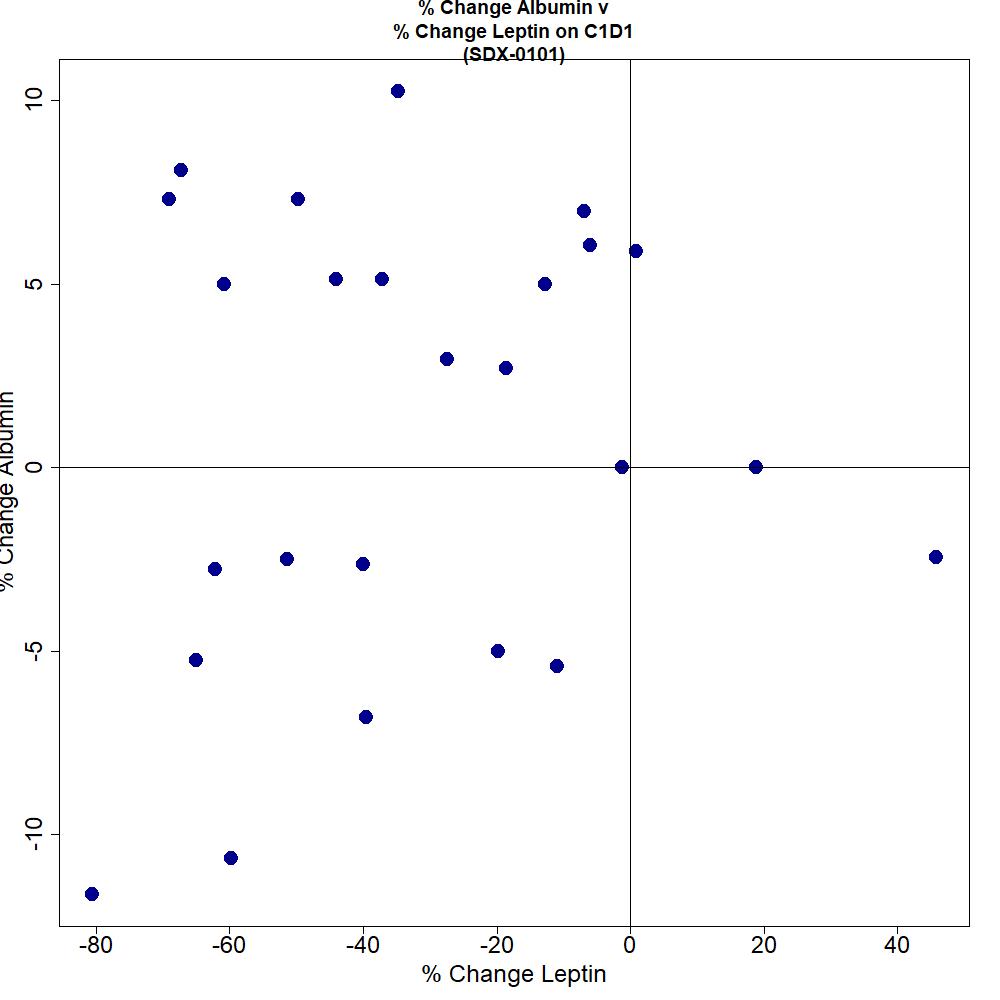 % Change Albumin v
% Change Leptin on C1D1
(SDX-0101)
% Change Albumin
10
5
0
-5
-10
-80 -60 -40 -20 0 20 40
% Change Leptin